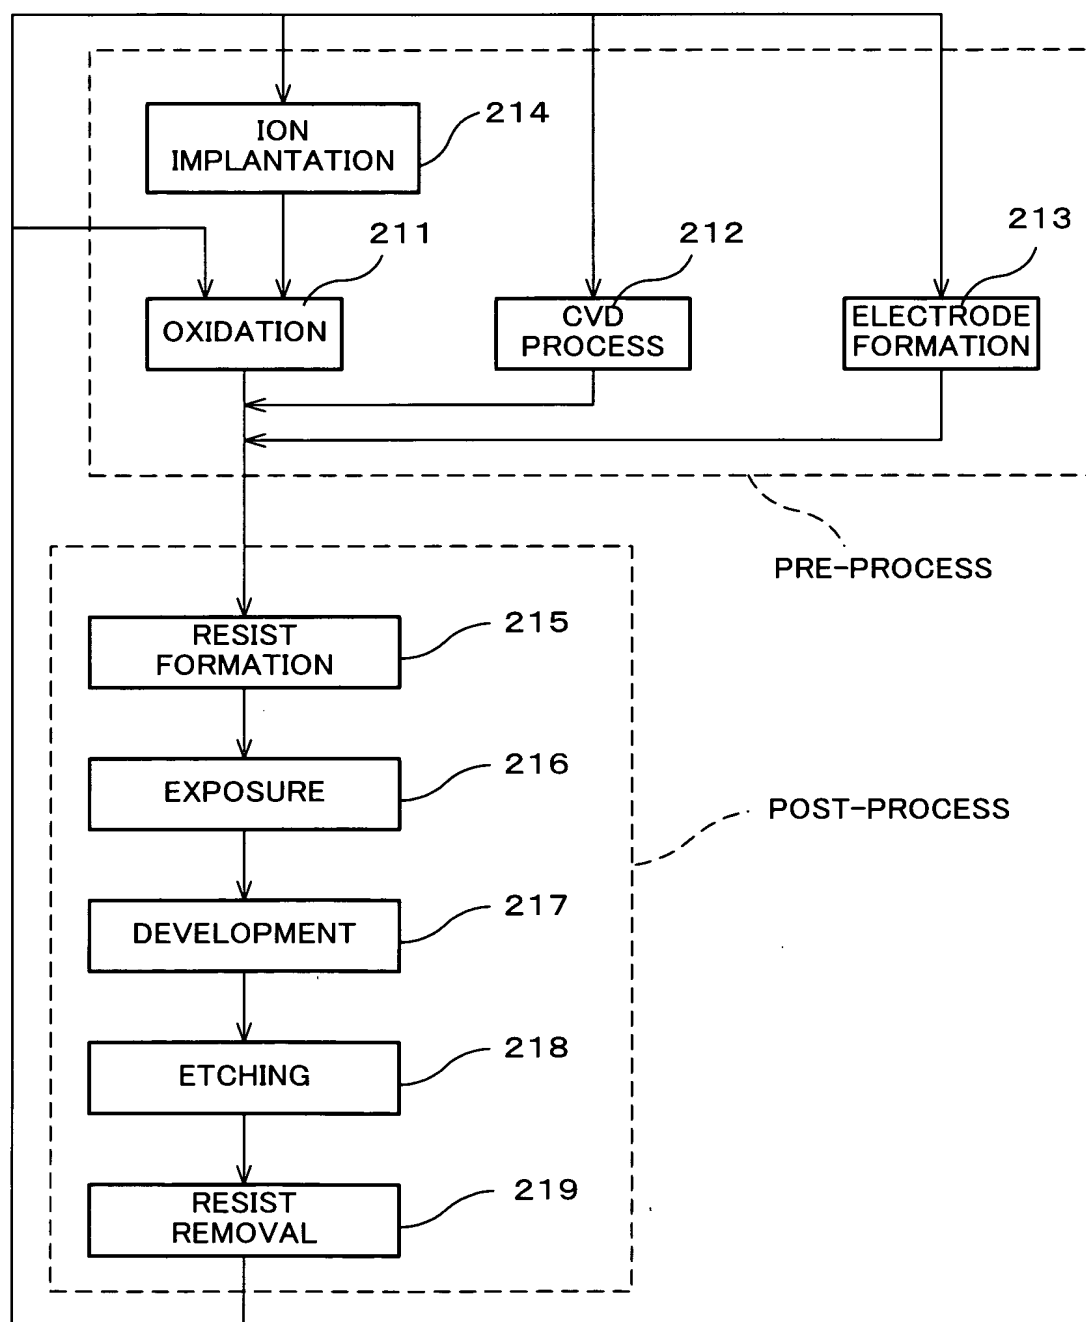 ION
IMPLANTATION
214
211
212
213
OXIDATION
CVD
PROCESS
ELECTRODE
FORMATION
PRE-PROCESS
RESIST
FORMATION
215
EXPOSURE
216
POST-PROCESS
DEVELOPMENT
217
ETCHING
218
RESIST
REMOVAL
219